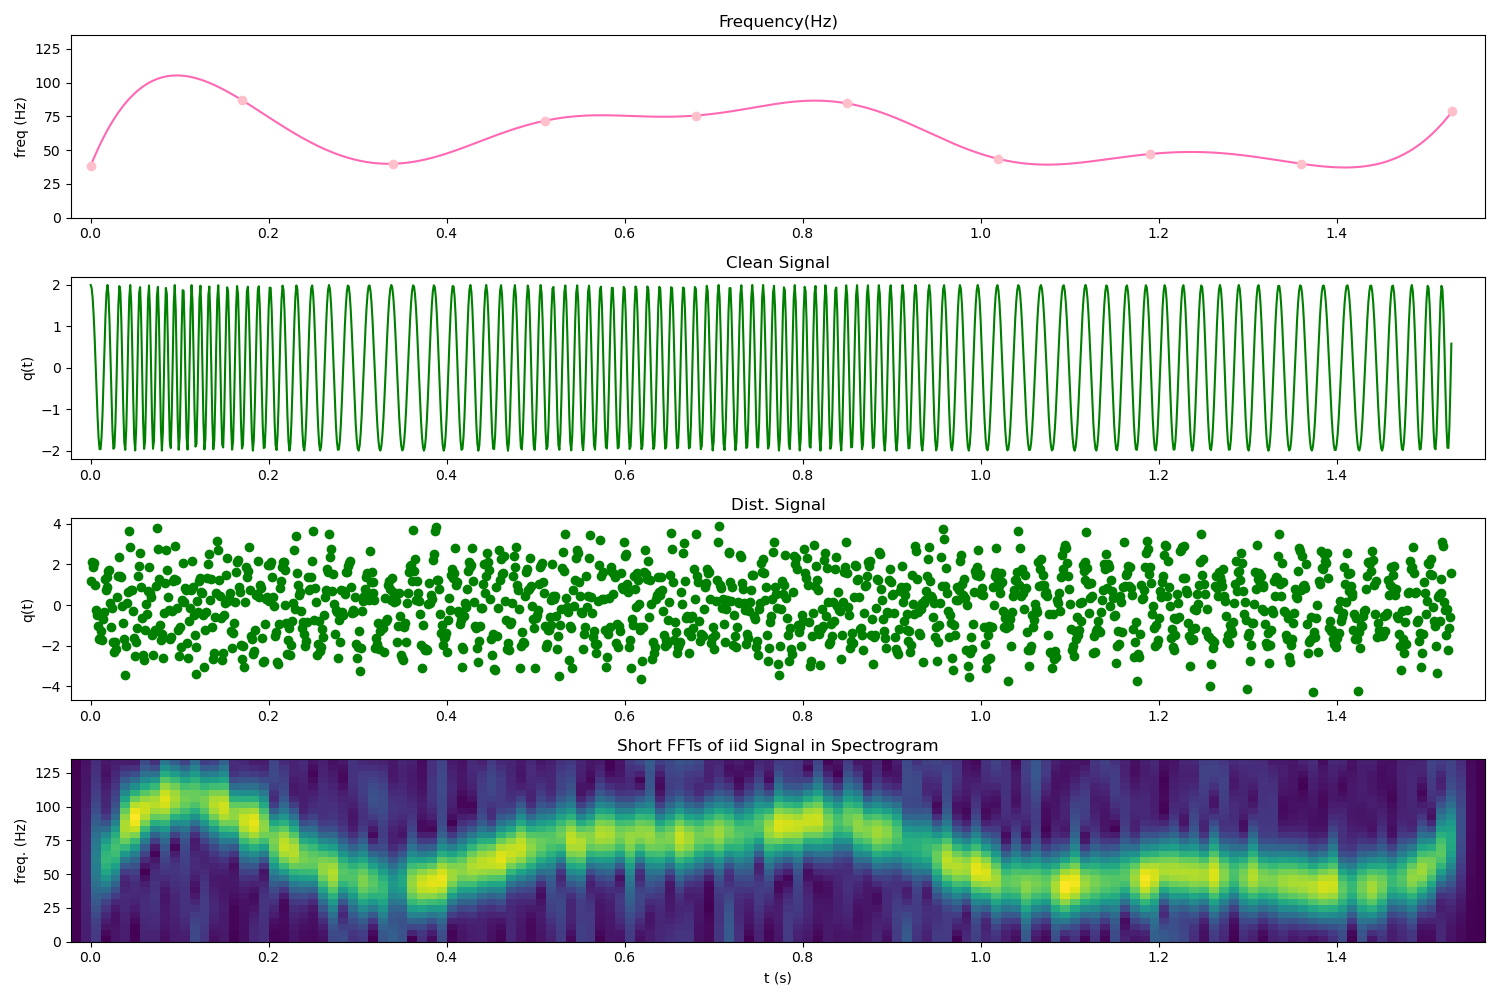 Frequency(Hz)
freq (Hz)
125
100
75
50
25
0
0.0 0.2 0.4 0.6 0.8 1.0 1.2 1.4
Clean Signal
q(t)
2
1
0
−1
−2
0.0 0.2 0.4 0.6 0.8 1.0 1.2 1.4
Dist. Signal
q(t)
4
2
0
−2
−4
0.0 0.2 0.4 0.6 0.8 1.0 1.2 1.4
Short FFTs of iid Signal in Spectrogram
freq. (Hz)
125
100
75
50
25
0
0.0 0.2 0.4 0.6 0.8 1.0 1.2 1.4
t (s)